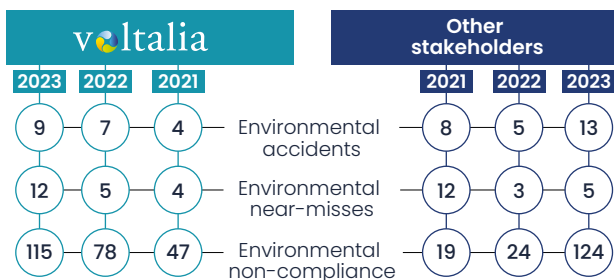 voltalia
Other
stakeholders
2023 2022 2021
2021 2022 2023
9 7 4 Environmental accidents 8 5 13
12 5 4 Environmental near-misses 12 3 5
115 78 47 Environmental non-compliance 19 24 124